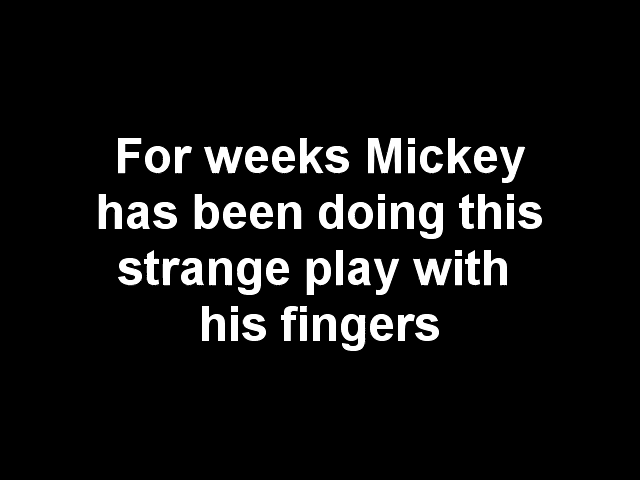 For weeks Mickey
has been doing this
strange play with
his fingers